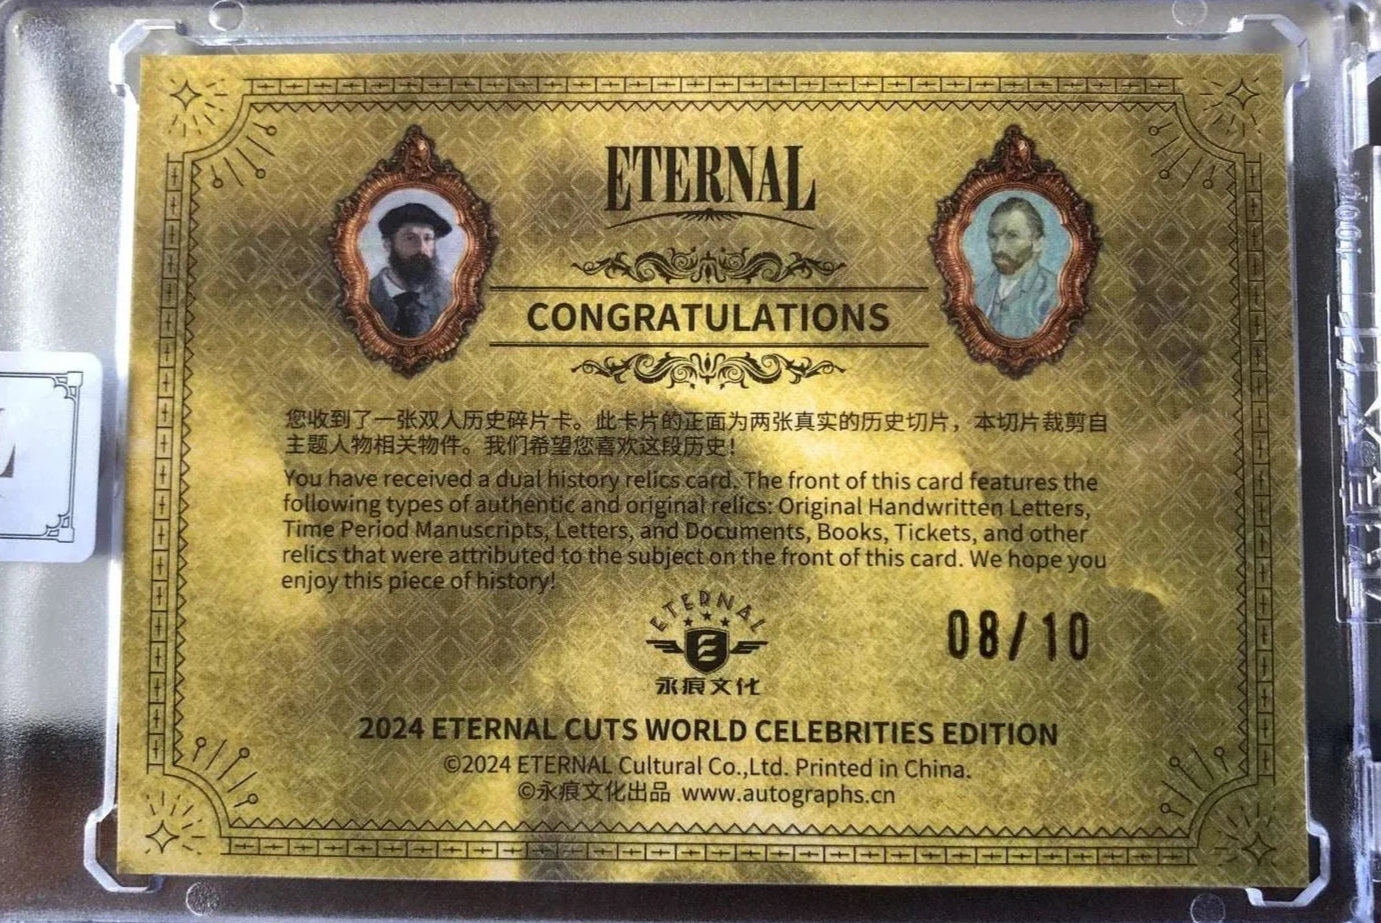 ETERNAL
CONGRATULATIONS
您收到了一张双人历史碎片卡。此卡片的正面为两张真实的历史切片，本切片裁剪自
主题人物相关物件。我们希望您喜欢这段历史！
You have received a dual history relics card. The front of this card features the
following types of authentic and original relics: Original Handwritten Letters,
Time Period Manuscripts, Letters, and Documents, Books, Tickets, and other
relics that were attributed to the subject on the front of this card. We hope you
enjoy this piece of history!
ETERNAL
永痕文化
08/10
2024 ETERNAL CUTS WORLD CELEBRITIES EDITION
©2024 ETERNAL Cultural Co.,Ltd. Printed in China.
©永痕文化出品 www.autographs.cn